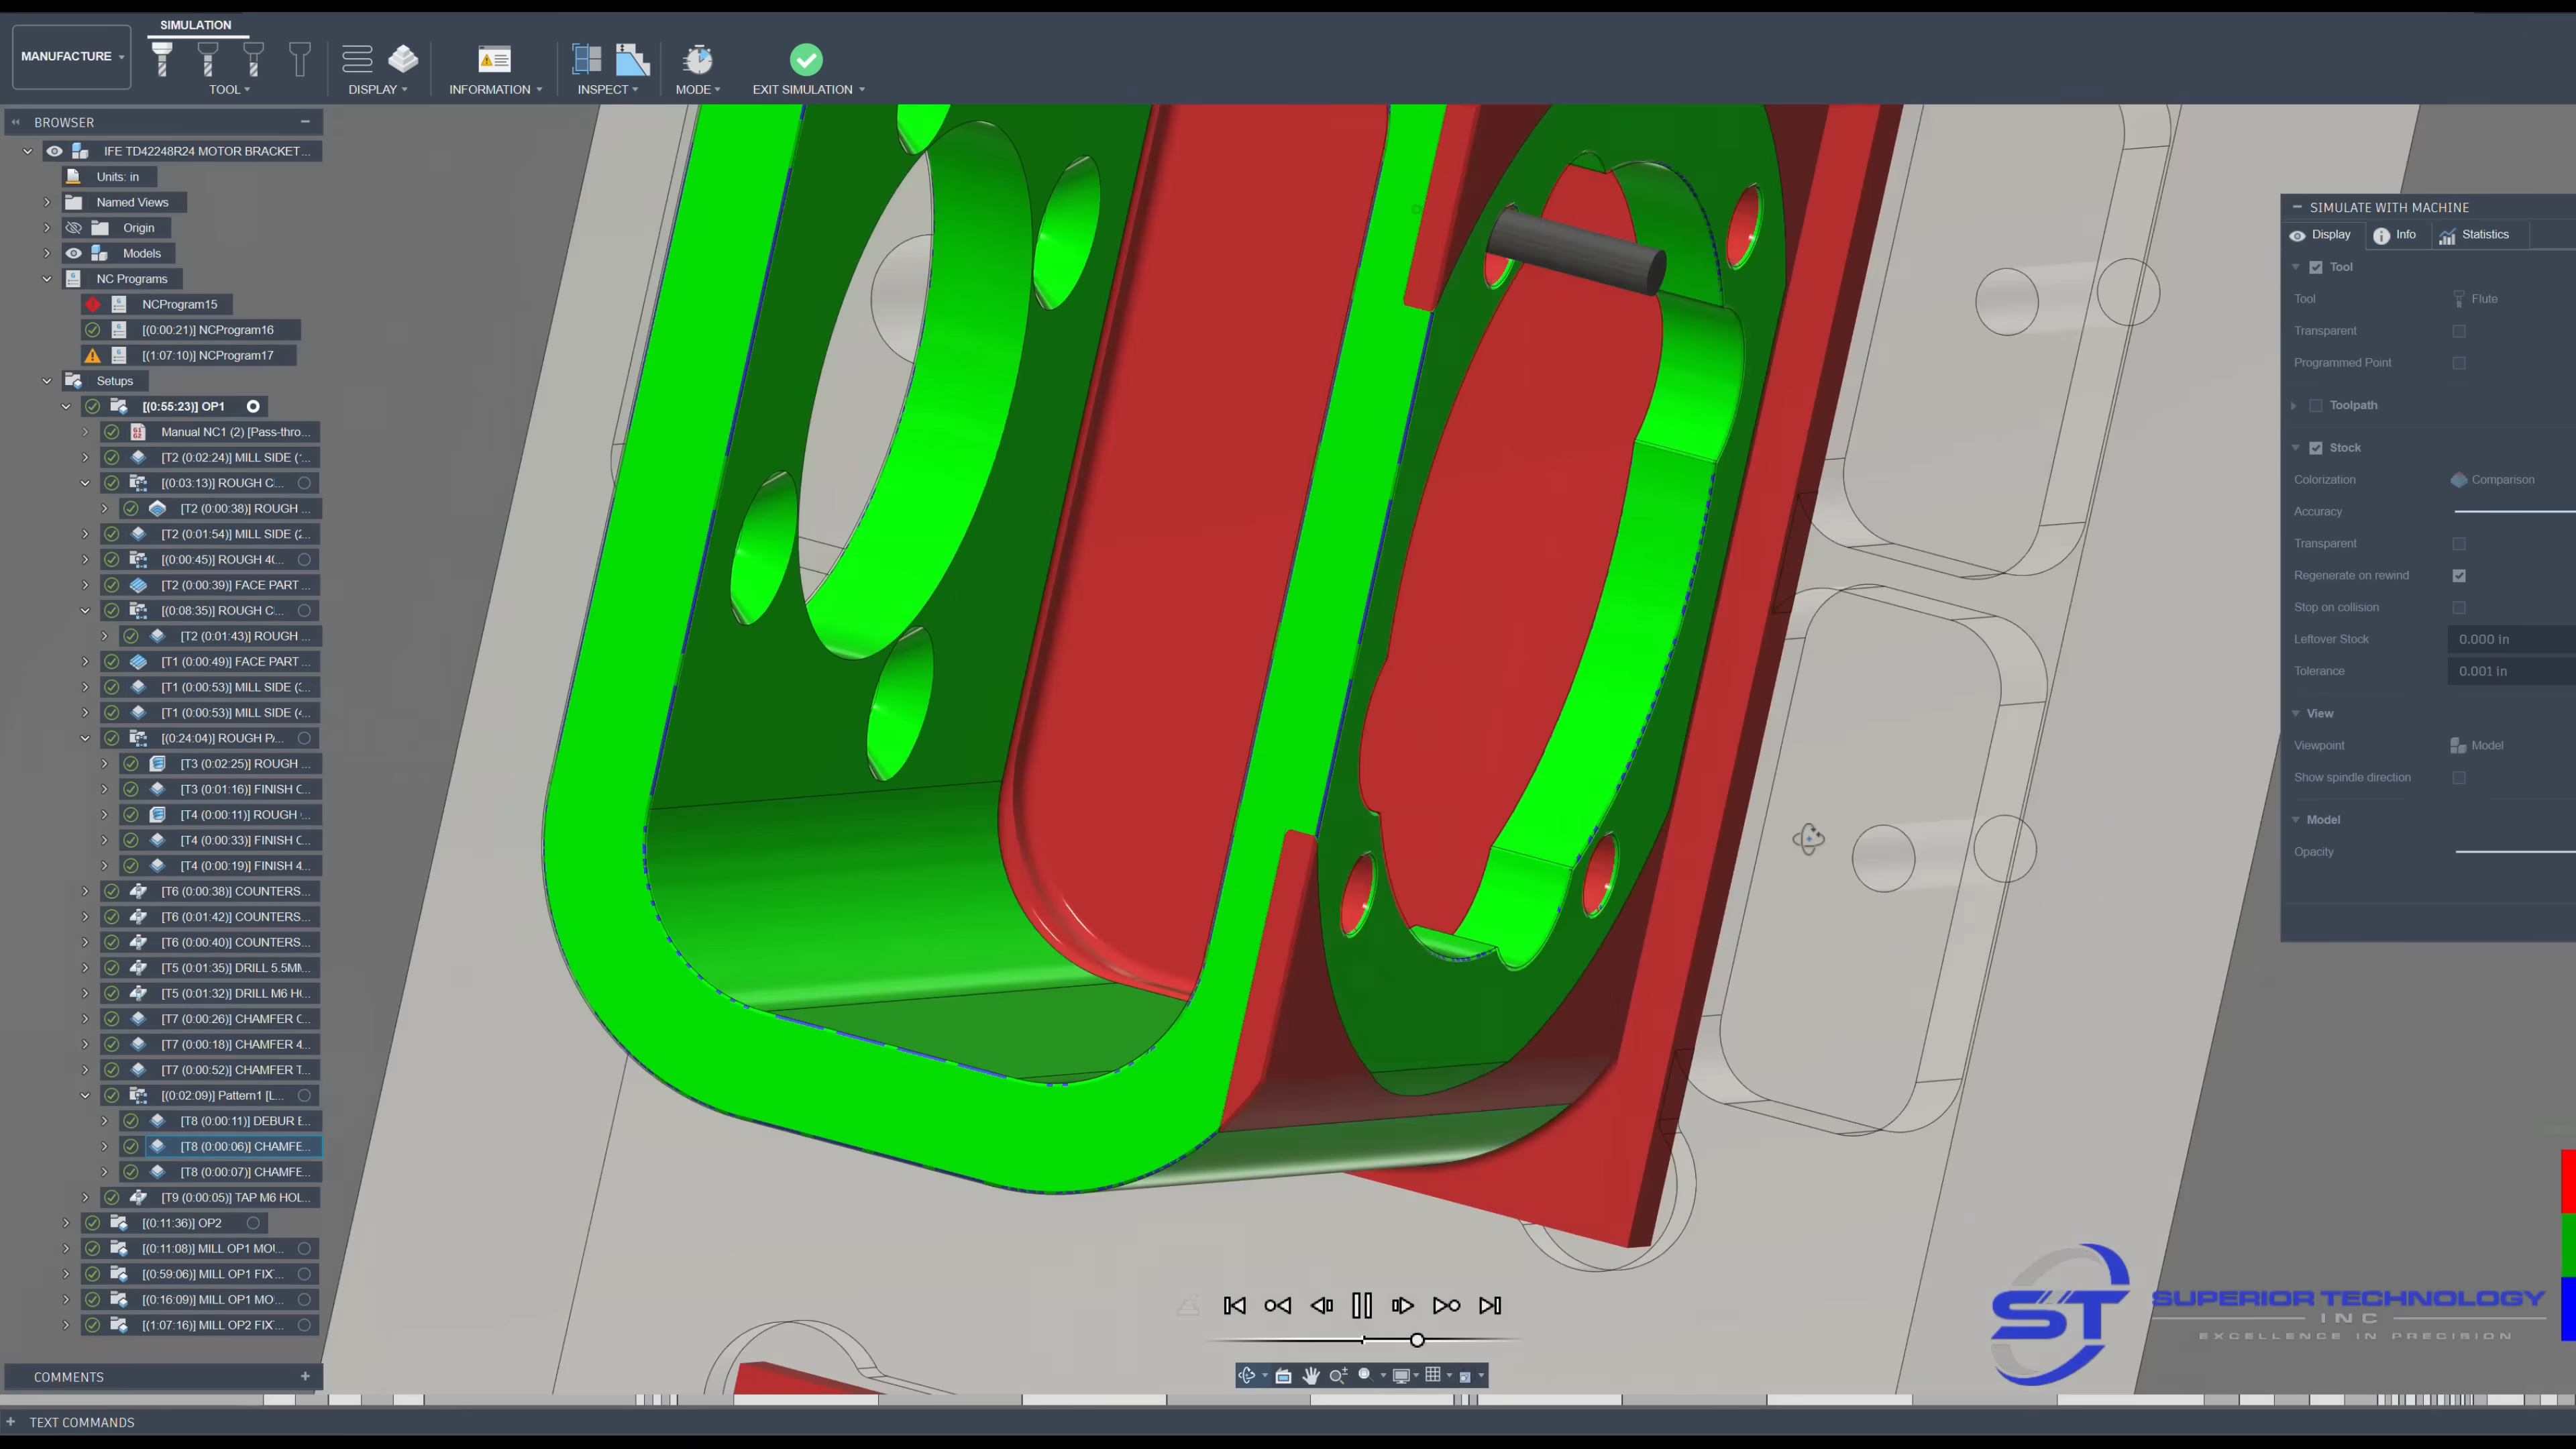 SIMULATION
MANUFACTURE
TOOL
DISPLAY
INFORMATION
INSPECT
MODE
EXIT SIMULATION
BROWSER
IFE TD42248R24 MOTOR BRACKET...
Units: in
Named Views
Origin
Models
NC Programs
NCProgram15
[(0:00:21)] NCProgram16
[(1:07:10)] NCProgram17
Setups
[(0:55:23)] OP1
Manual NC1 (2) [Pass-thro...
[T2 (0:02:24)] MILL SIDE (...
[(0:03:13)] ROUGH C...
[T2 (0:00:38)] ROUGH ...
[T2 (0:01:54)] MILL SIDE (2...
[(0:00:45)] ROUGH 4(...
[T2 (0:00:39)] FACE PART ...
[(0:08:35)] ROUGH C...
[T2 (0:01:43)] ROUGH ...
[T1 (0:00:49)] FACE PART ...
[T1 (0:00:53)] MILL SIDE (3...
[T1 (0:00:53)] MILL SIDE (4...
[(0:24:04)] ROUGH P...
[T3 (0:02:25)] ROUGH ...
[T3 (0:01:16)] FINISH C...
[T4 (0:00:11)] ROUGH ...
[T4 (0:00:33)] FINISH C...
[T4 (0:00:19)] FINISH 4...
[T6 (0:00:38)] COUNTERS...
[T6 (0:01:42)] COUNTERS...
[T6 (0:00:40)] COUNTERS...
[T5 (0:01:35)] DRILL 5.5MM...
[T5 (0:01:32)] DRILL M6 H...
[T7 (0:00:26)] CHAMFER C...
[T7 (0:00:18)] CHAMFER 4...
[T7 (0:00:52)] CHAMFER T...
[(0:02:09)] Pattern1 [L...
[T8 (0:00:11)] DEBUR E...
[T8 (0:00:06)] CHAMFE...
[T8 (0:00:07)] CHAMFE...
[T9 (0:00:05)] TAP M6 HOL...
[(0:11:36)] OP2
[(0:11:08)] MILL OP1 MOU...
[(0:59:06)] MILL OP1 FIX...
[(0:16:09)] MILL OP1 MO...
[(1:07:16)] MILL OP2 FIX...
COMMENTS
TEXT COMMANDS
SIMULATE WITH MACHINE
Display
Info
Statistics
Tool
Tool
Flute
Transparent
Programmed Point
Toolpath
Stock
Colorization
Comparison
Accuracy
Transparent
Regenerate on rewind
Stop on collision
Leftover Stock
0.000 in
Tolerance
0.001 in
View
Viewpoint
Model
Show spindle direction
Model
Opacity
ST
SUPERIOR TECHNOLOGY
INC
EXCELLENCE IN PRECISION